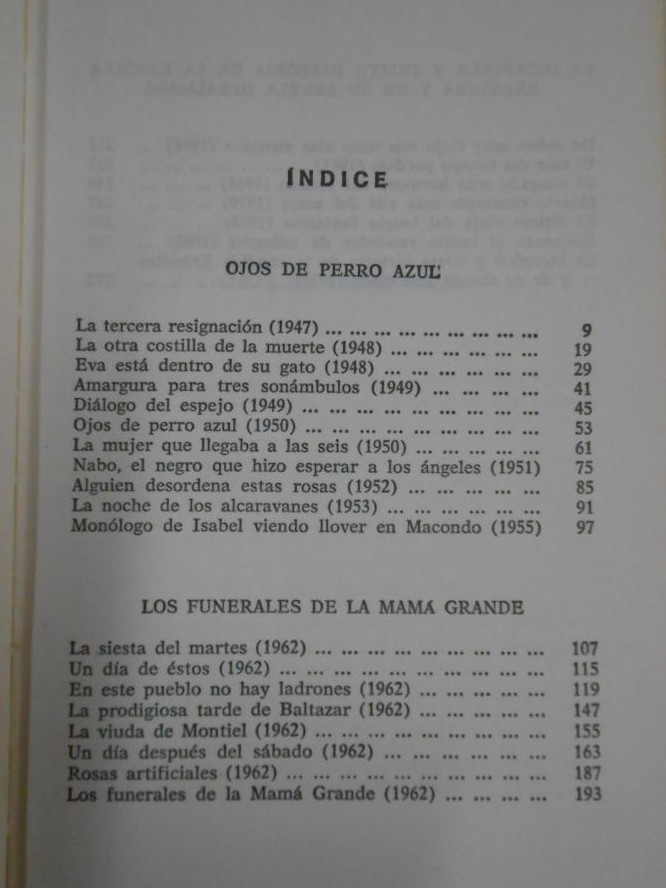 ÍNDICE
OJOS DE PERRO AZUL
La tercera resignación (1947) ... ... ... ... ... ... ... ... ... 9
La otra costilla de la muerte (1948) ... ... ... ... ... ... 19
Eva está dentro de su gato (1948) ... ... ... ... ... ... 29
Amargura para tres sonámbulos (1949) ... ... ... ... 41
Diálogo del espejo (1949) ... ... ... ... ... ... ... ... ... ... 45
Ojos de perro azul (1950) ... ... ... ... ... ... ... ... ... ... 53
La mujer que llegaba a las seis (1950) ... ... ... ... ... 61
Nabo, el negro que hizo esperar a los ángeles (1951) 75
Alguien desordena estas rosas (1952) ... ... ... ... ... 85
La noche de los alcaravanes (1953) ... ... ... ... ... ... 91
Monólogo de Isabel viendo llover en Macondo (1955) 97
LOS FUNERALES DE LA MAMÁ GRANDE
La siesta del martes (1962) ... ... ... ... ... ... ... ... ... 107
Un día de éstos (1962) ... ... ... ... ... ... ... ... ... ... 115
En este pueblo no hay ladrones (1962) ... ... ... ... ... 119
La prodigiosa tarde de Baltazar (1962) ... ... ... ... ... 147
La viuda de Montiel (1962) ... ... ... ... ... ... ... ... ... 155
Un día después del sábado (1962) ... ... ... ... ... ... 163
Rosas artificiales (1962) ... ... ... ... ... ... ... ... ... ... 187
Los funerales de la Mamá Grande (1962) ... ... ... ... 193